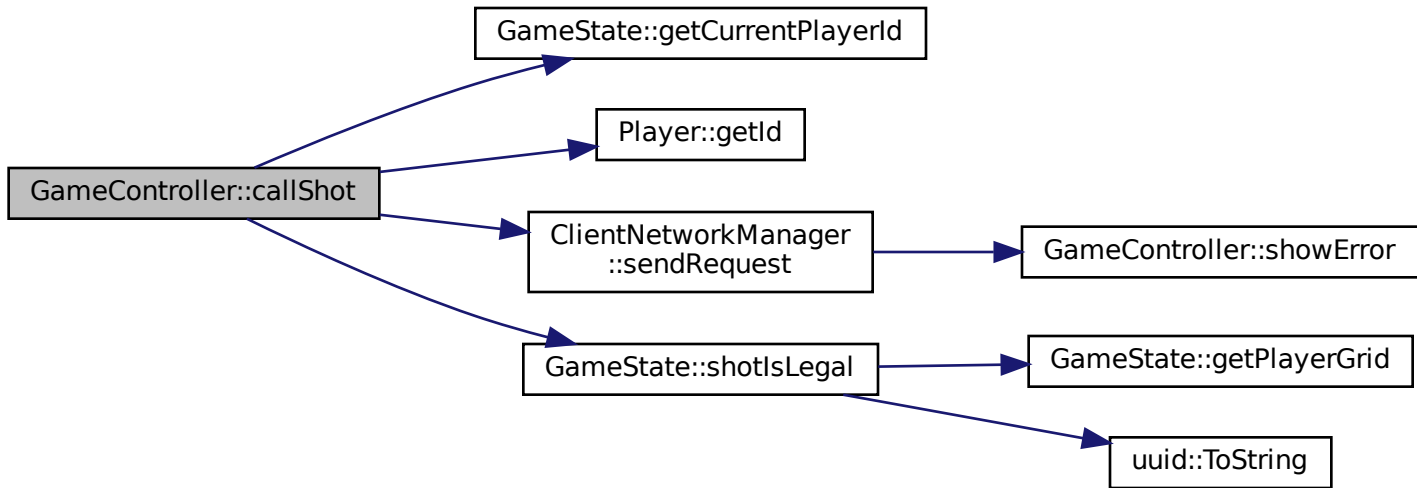 GameState::getCurrentPlayerId
Player::getId
GameController::callShot
ClientNetworkManager
::sendRequest
GameController::showError
GameState::shotIsLegal
GameState::getPlayerGrid
uuid::ToString